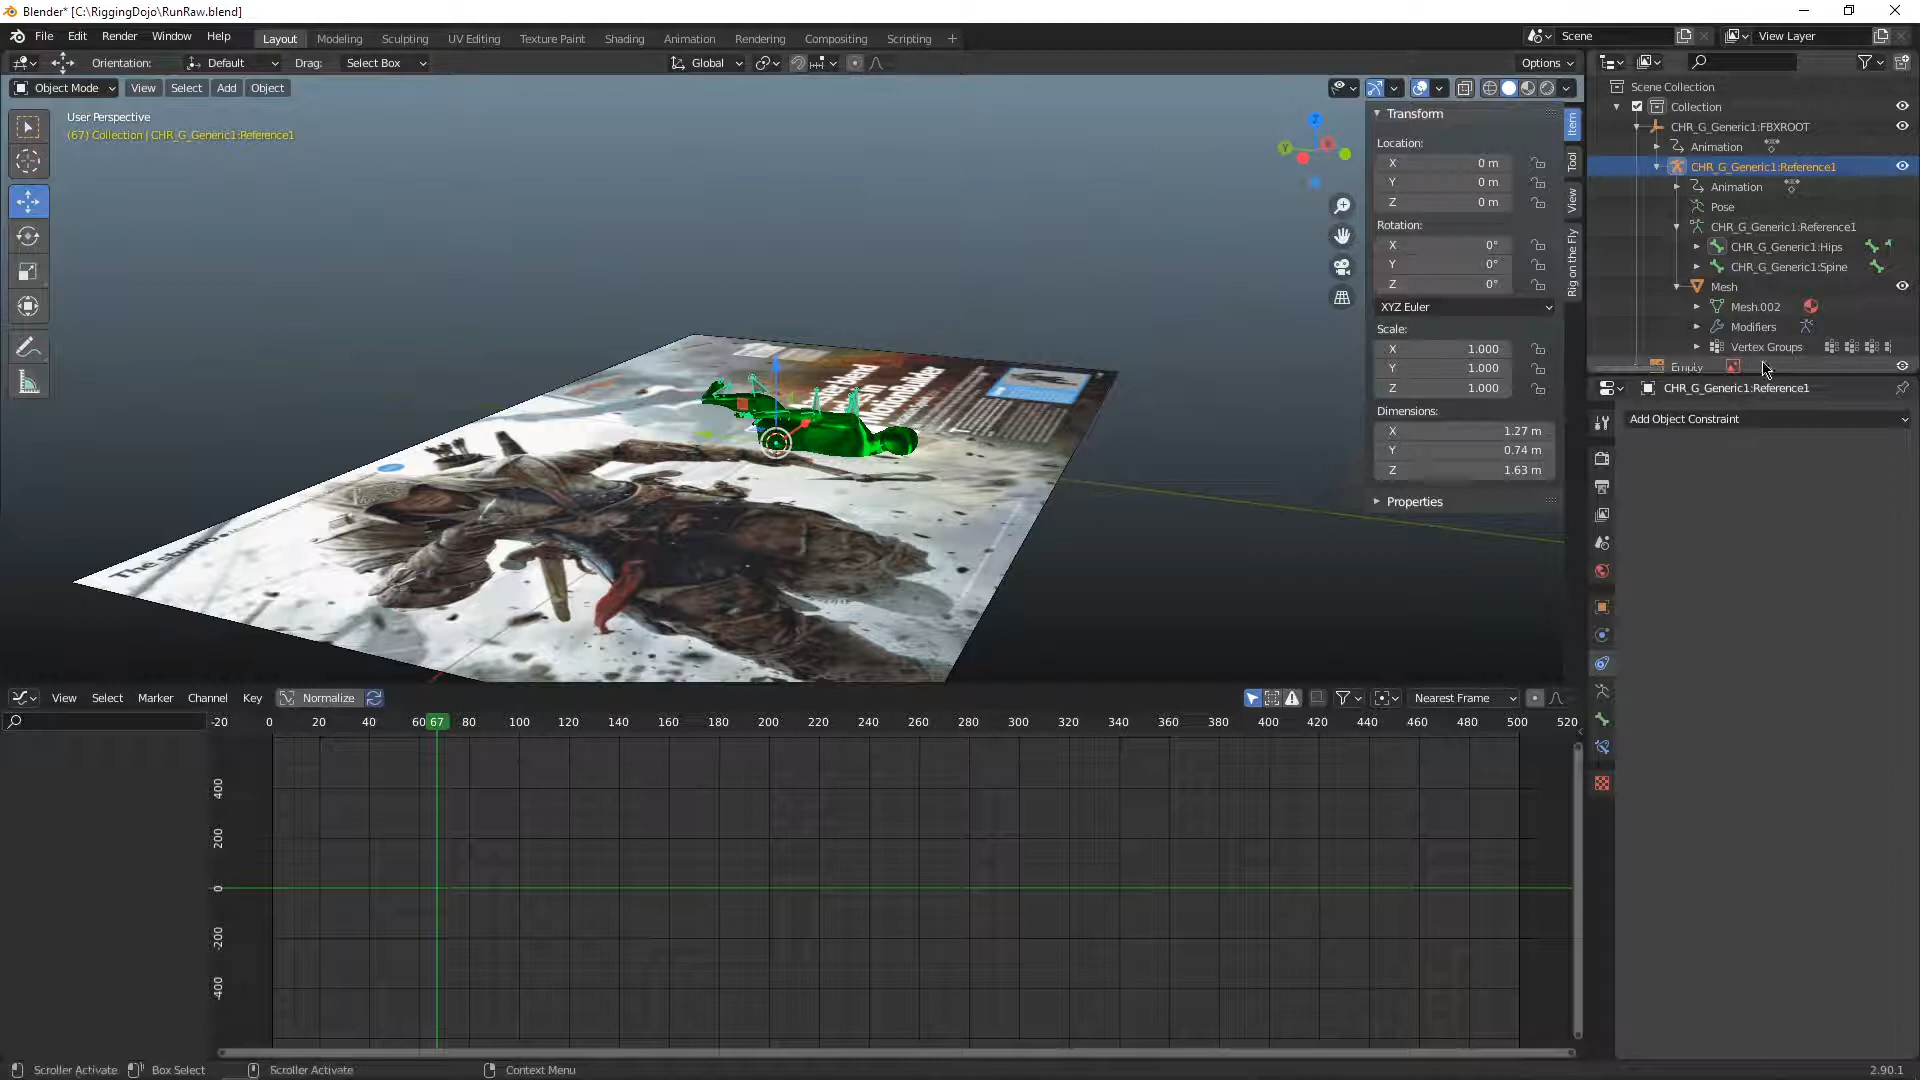 Blender* [C:\RiggingDojo\RunRaw.blend]
File Edit Render Window Help Layout Modeling Sculpting UV Editing Texture Paint Shading Animation Rendering Compositing Scripting + Scene View Layer
Orientation: Default Drag: Select Box Global Options
Object Mode View Select Add Object
User Perspective
(67) Collection | CHR_G_Generic1:Reference1
Transform
Location:
X 0 m
Y 0 m
Z 0 m
Rotation:
X 0°
Y 0°
Z 0°
XYZ Euler
Scale:
X 1.000
Y 1.000
Z 1.000
Dimensions:
X 1.27 m
Y 0.74 m
Z 1.63 m
Properties
Item
Tool
View
Rig on the Fly
Scene Collection
Collection
CHR_G_Generic1:FBXROOT
Animation
CHR_G_Generic1:Reference1
Animation
Pose
CHR_G_Generic1:Reference1
CHR_G_Generic1:Hips
CHR_G_Generic1:Spine
Mesh
Mesh.002
Modifiers
Vertex Groups
Empty
CHR_G_Generic1:Reference1
Add Object Constraint
The studio
View Select Marker Channel Key Normalize Nearest Frame
-20 0 20 40 60 67 80 100 120 140 160 180 200 220 240 260 280 300 320 340 360 380 400 420 440 460 480 500 520
400
200
0
-200
-400
Scroller Activate Box Select Scroller Activate Context Menu 2.90.1